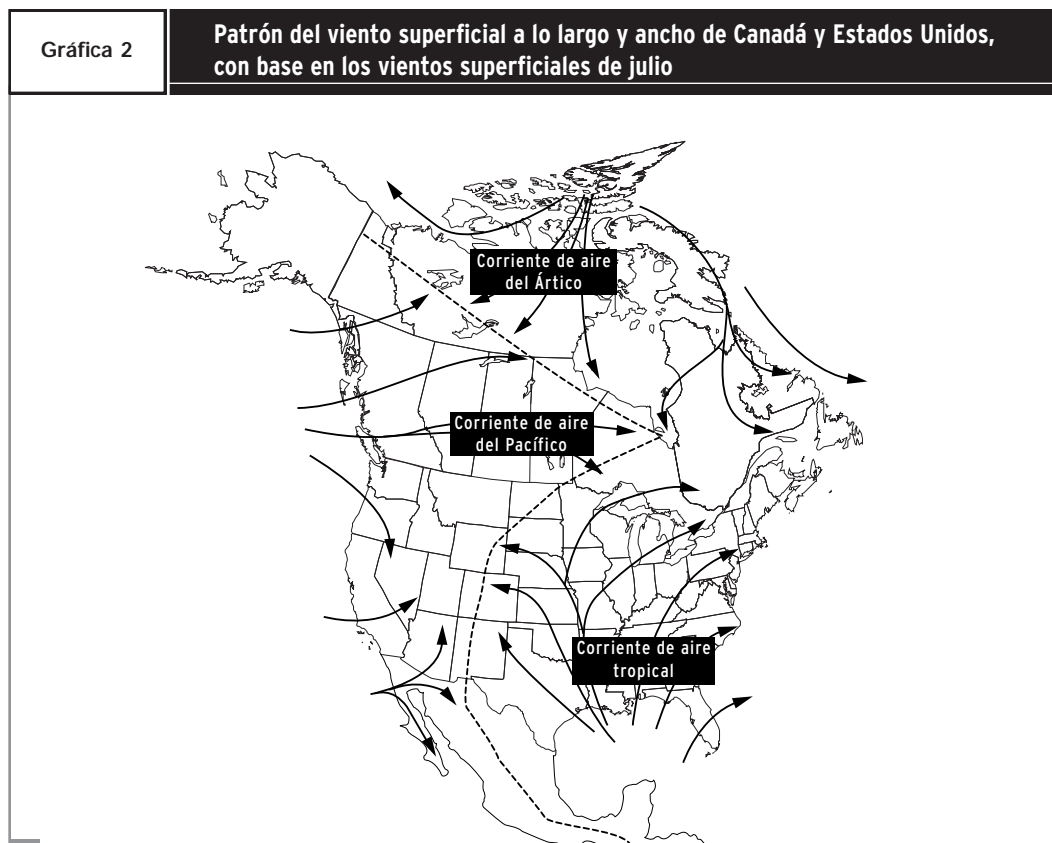 Gráfica 2
Patrón del viento superficial a lo largo y ancho de Canadá y Estados Unidos,
con base en los vientos superficiales de julio
Corriente de aire
del Ártico
Corriente de aire
del Pacífico
Corriente de aire
tropical